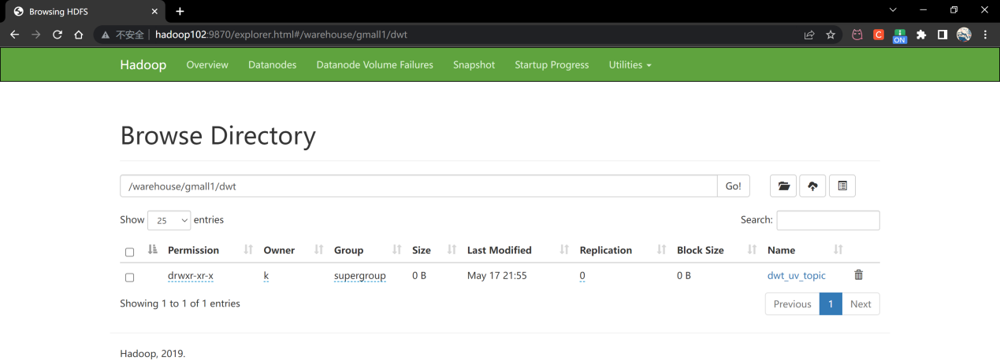 Browsing HDFS
不安全 hadoop102:9870/explorer.html#/warehouse/gmall1/dwt
C
ON
Hadoop Overview Datanodes Datanode Volume Failures Snapshot Startup Progress Utilities
Browse Directory
/warehouse/gmall1/dwt Go!
Show 25 entries Search:
Permission Owner Group Size Last Modified Replication Block Size Name
drwxr-xr-x k supergroup 0 B May 17 21:55 0 0 B dwt_uv_topic
Showing 1 to 1 of 1 entries Previous 1 Next
Hadoop, 2019.